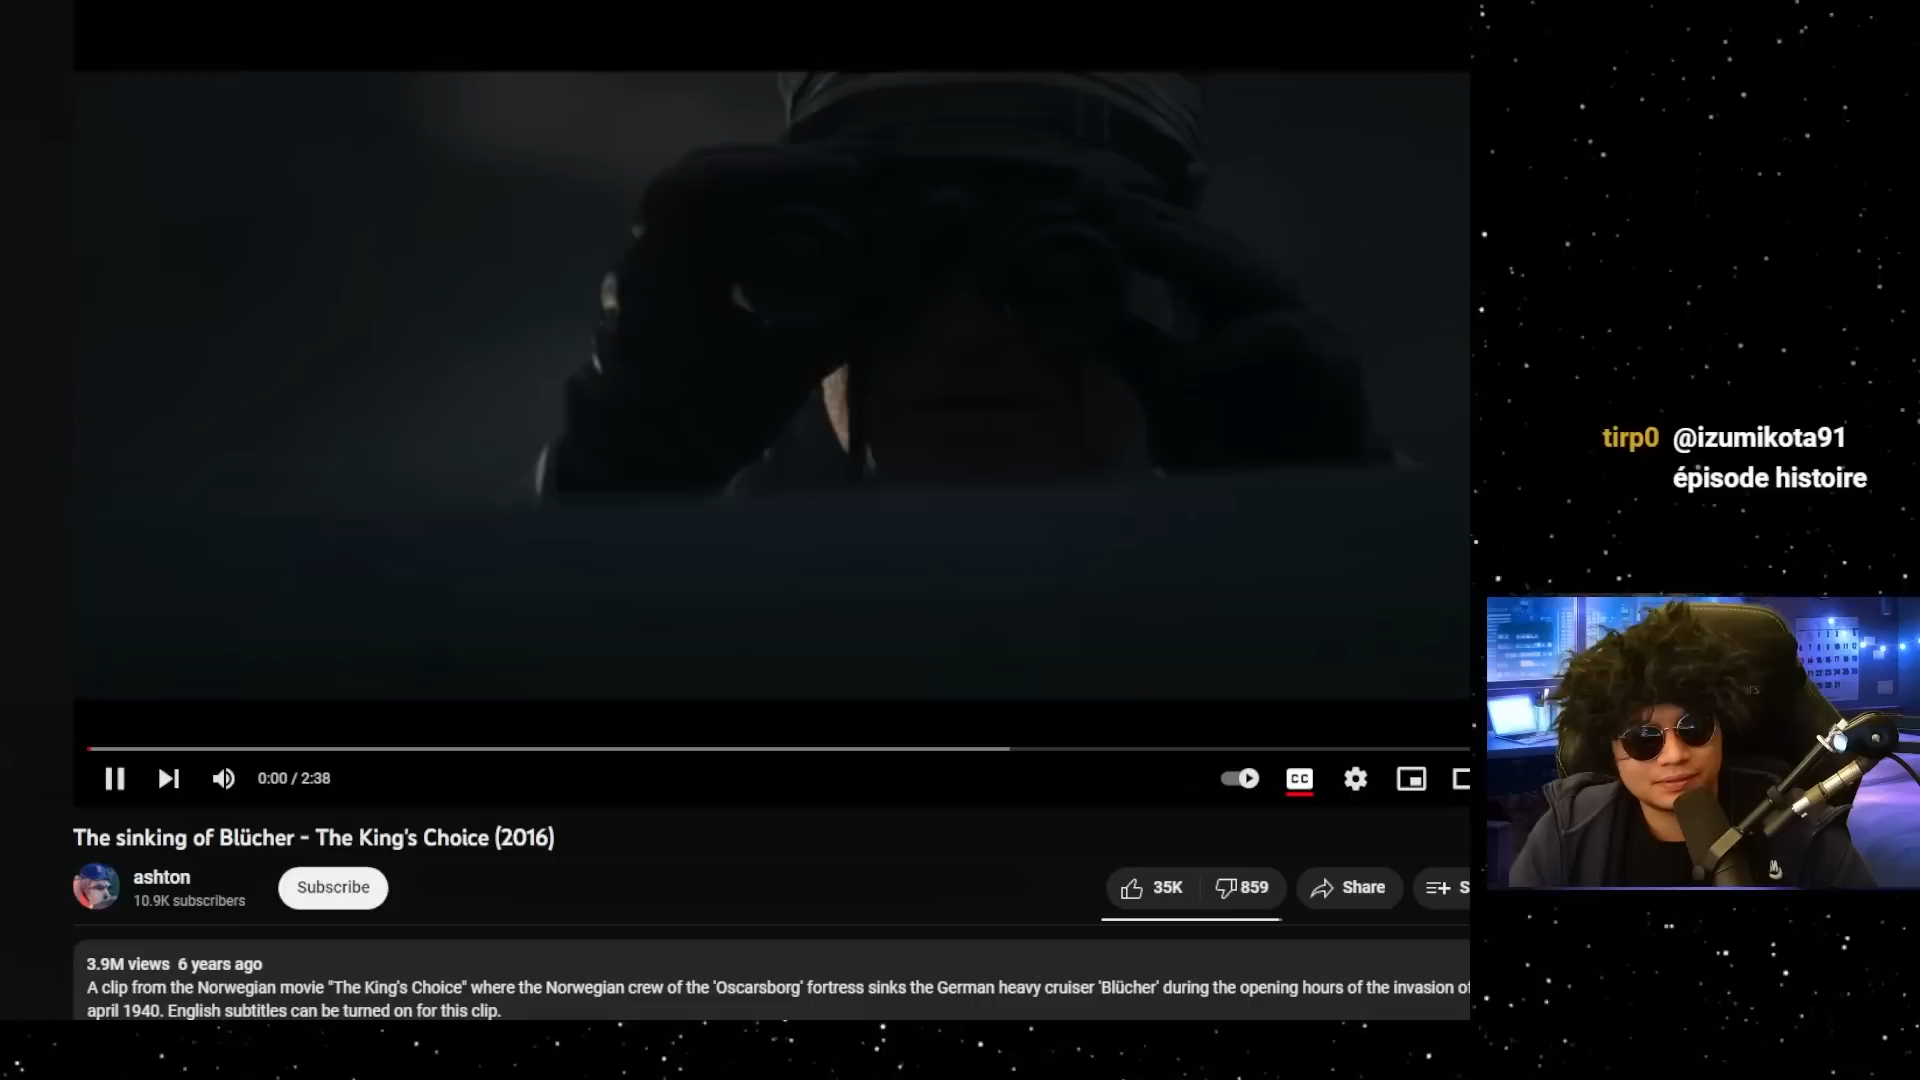 tirp0 @izumikota91
épisode histoire
0:00 / 2:38
CC
The sinking of Blücher - The King's Choice (2016)
ashton
10.9K subscribers
Subscribe
35K
859
Share
S
3.9M views 6 years ago
A clip from the Norwegian movie "The King's Choice" where the Norwegian crew of the 'Oscarsborg' fortress sinks the German heavy cruiser 'Blücher' during the opening hours of the invasion of
april 1940. English subtitles can be turned on for this clip.